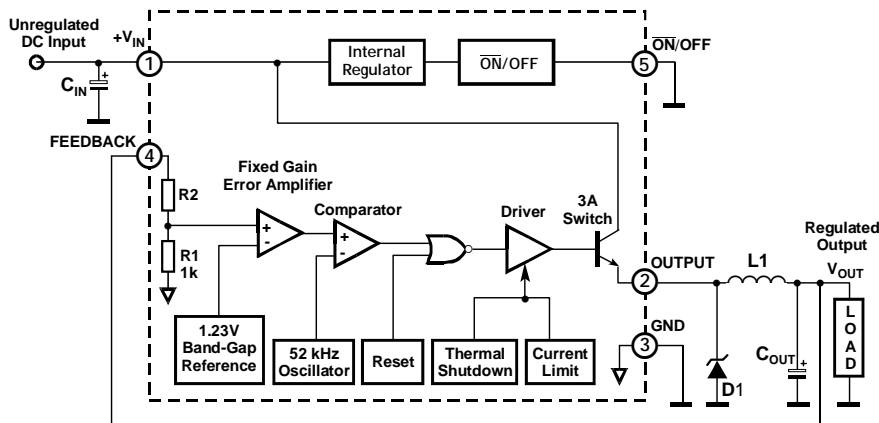 Unregulated
DC Input
+VIN
1
Internal
Regulator
ON/OFF
5
ON/OFF
CIN
+
FEEDBACK
4
R2
R1
1k
Fixed Gain
Error Amplifier
+
-
Comparator
+
-
Driver
3A
Switch
OUTPUT
2
L1
Regulated
Output
VOUT
1.23V
Band-Gap
Reference
52 kHz
Oscillator
Reset
Thermal
Shutdown
Current
Limit
GND
3
D1
COUT
+
LOAD